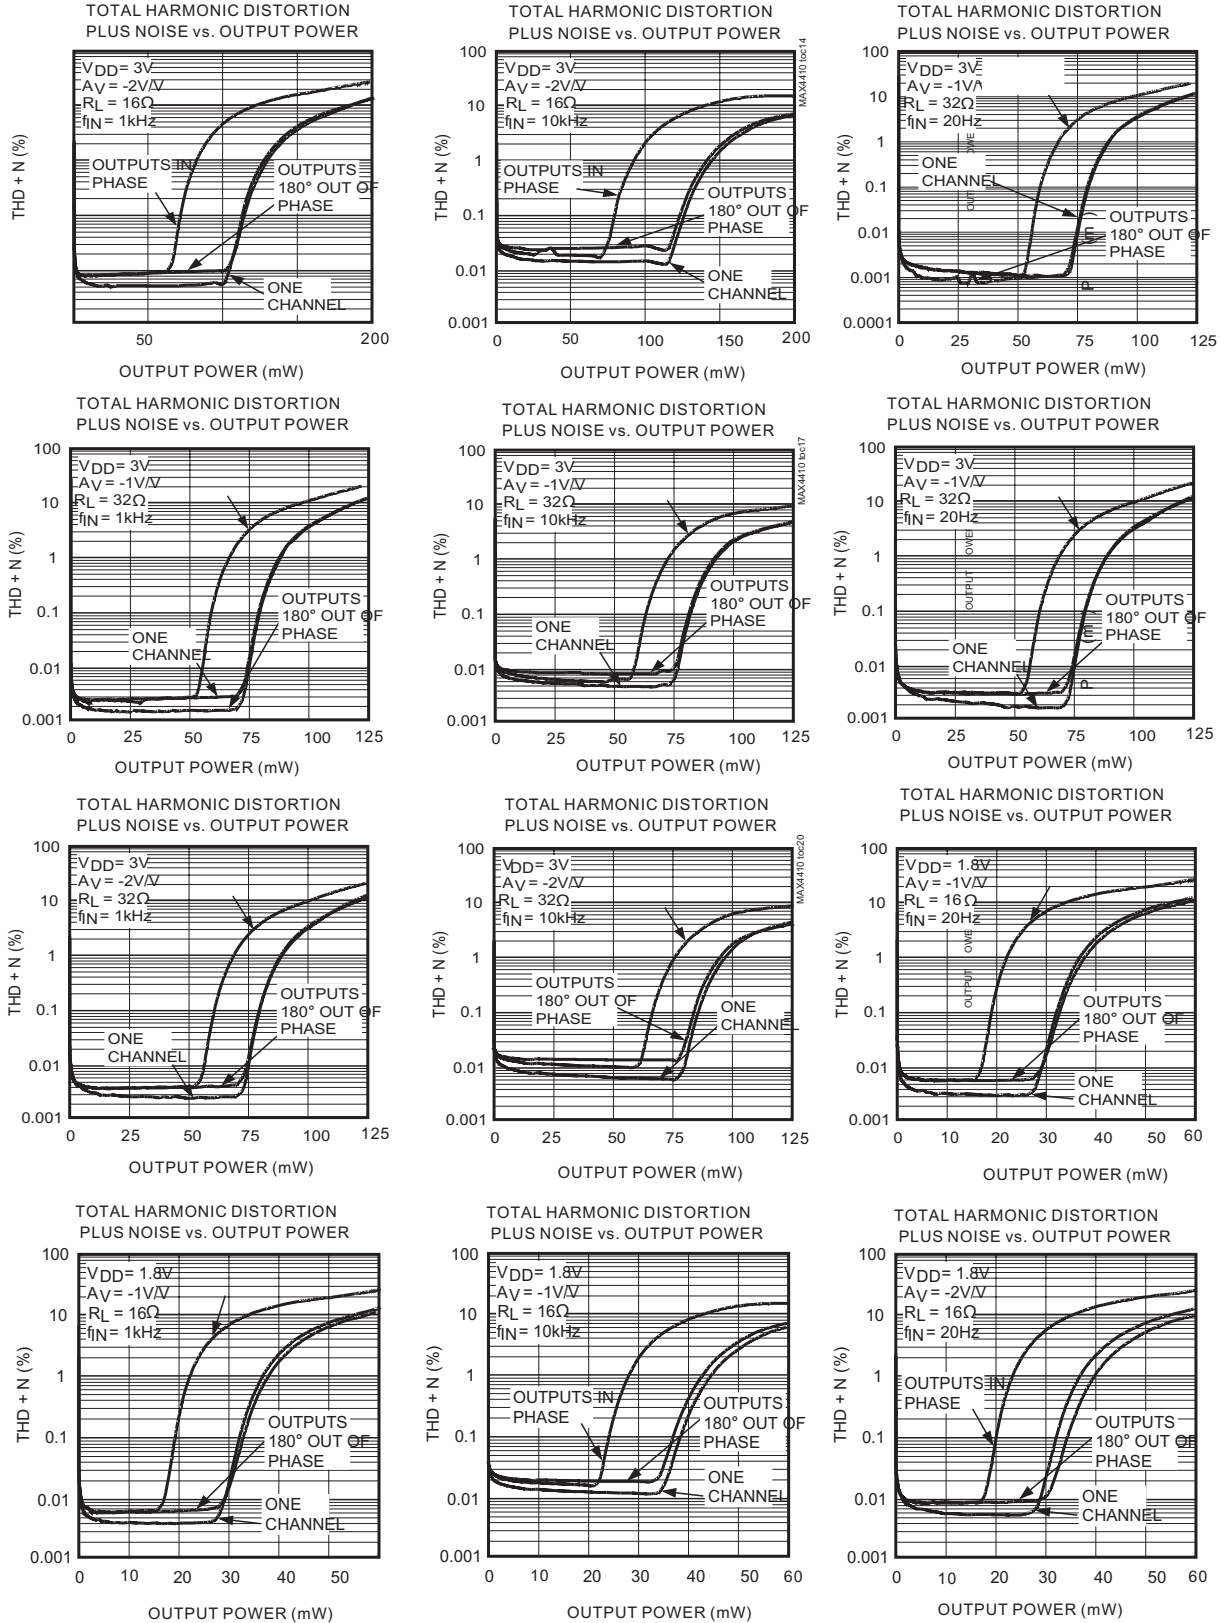 TOTAL HARMONIC DISTORTION
PLUS NOISE vs. OUTPUT POWER
THD + N (%)
VDD = 3V
AV = -2V/V
RL = 16Ω
fIN = 1kHz
OUTPUTS IN
PHASE
OUTPUTS
180° OUT OF
PHASE
ONE
CHANNEL
50
200
OUTPUT POWER (mW)
TOTAL HARMONIC DISTORTION
PLUS NOISE vs. OUTPUT POWER
MAX4410 toc14
THD + N (%)
100
10
1
0.1
0.01
0.001
VDD = 3V
AV = -2V/V
RL = 16Ω
fIN = 10kHz
OUTPUTS IN
PHASE
OUTPUTS
180° OUT OF
PHASE
ONE
CHANNEL
0 50 100 150 200
OUTPUT POWER (mW)
TOTAL HARMONIC DISTORTION
PLUS NOISE vs. OUTPUT POWER
THD + N (%)
100
10
1
0.1
0.01
0.001
0.0001
VDD = 3V
AV = -1V/V
RL = 32Ω
fIN = 20Hz
OWE
OUT
ONE
CHANNEL
OUTPUTS
180° OUT OF
PHASE
(m
P
0 25 50 75 100 125
OUTPUT POWER (mW)
TOTAL HARMONIC DISTORTION
PLUS NOISE vs. OUTPUT POWER
THD + N (%)
100
10
1
0.1
0.01
0.001
VDD = 3V
AV = -1V/V
RL = 32Ω
fIN = 1kHz
OUTPUTS
180° OUT OF
PHASE
ONE
CHANNEL
0 25 50 75 100 125
OUTPUT POWER (mW)
TOTAL HARMONIC DISTORTION
PLUS NOISE vs. OUTPUT POWER
MAX4410 toc17
THD + N (%)
100
10
1
0.1
0.01
0.001
VDD = 3V
AV = -1V/V
RL = 32Ω
fIN = 10kHz
OUTPUTS
180° OUT OF
PHASE
ONE
CHANNEL
0 25 50 75 100 125
OUTPUT POWER (mW)
TOTAL HARMONIC DISTORTION
PLUS NOISE vs. OUTPUT POWER
THD + N (%)
100
10
1
0.1
0.01
0.001
VDD = 3V
AV = -1V/V
RL = 32Ω
fIN = 20Hz
OWE
OUTPUT
OUTPUTS
180° OUT OF
PHASE
ONE
CHANNEL
(m
P
0 25 50 75 100 125
OUTPUT POWER (mW)
TOTAL HARMONIC DISTORTION
PLUS NOISE vs. OUTPUT POWER
THD + N (%)
100
10
1
0.1
0.01
0.001
VDD = 3V
AV = -2V/V
RL = 32Ω
fIN = 1kHz
OUTPUTS
180° OUT OF
PHASE
ONE
CHANNEL
0 25 50 75 100 125
OUTPUT POWER (mW)
TOTAL HARMONIC DISTORTION
PLUS NOISE vs. OUTPUT POWER
MAX4410 toc20
THD + N (%)
100
10
1
0.1
0.01
0.001
VDD = 3V
AV = -2V/V
RL = 32Ω
fIN = 10kHz
OUTPUTS
180° OUT OF
PHASE
ONE
CHANNEL
0 25 50 75 100 125
OUTPUT POWER (mW)
TOTAL HARMONIC DISTORTION
PLUS NOISE vs. OUTPUT POWER
THD + N (%)
100
10
1
0.1
0.01
0.001
VDD = 1.8V
AV = -1V/V
RL = 16Ω
fIN = 20Hz
OWE
OUTPUT
OUTPUTS
180° OUT OF
PHASE
ONE
CHANNEL
0 10 20 30 40 50 60
OUTPUT POWER (mW)
TOTAL HARMONIC DISTORTION
PLUS NOISE vs. OUTPUT POWER
THD + N (%)
100
10
1
0.1
0.01
0.001
VDD = 1.8V
AV = -1V/V
RL = 16Ω
fIN = 1kHz
OUTPUTS
180° OUT OF
PHASE
ONE
CHANNEL
0 10 20 30 40 50
OUTPUT POWER (mW)
TOTAL HARMONIC DISTORTION
PLUS NOISE vs. OUTPUT POWER
THD + N (%)
100
10
1
0.1
0.01
0.001
VDD = 1.8V
AV = -1V/V
RL = 16Ω
fIN = 10kHz
OUTPUTS IN
PHASE
OUTPUTS
180° OUT OF
PHASE
ONE
CHANNEL
0 10 20 30 40 50 60
OUTPUT POWER (mW)
TOTAL HARMONIC DISTORTION
PLUS NOISE vs. OUTPUT POWER
THD + N (%)
100
10
1
0.1
0.01
0.001
VDD = 1.8V
AV = -2V/V
RL = 16Ω
fIN = 20Hz
OUTPUTS IN
PHASE
OUTPUTS
180° OUT OF
PHASE
ONE
CHANNEL
0 10 20 30 40 50 60
OUTPUT POWER (mW)